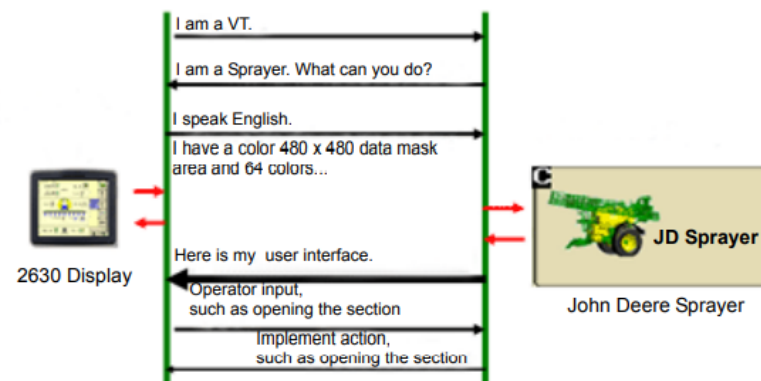 I am a VT.
I am a Sprayer. What can you do?
I speak English.
I have a color 480 x 480 data mask
area and 64 colors...
C
JD Sprayer
2630 Display
John Deere Sprayer
Here is my user interface.
Operator input,
such as opening the section
Implement action,
such as opening the section